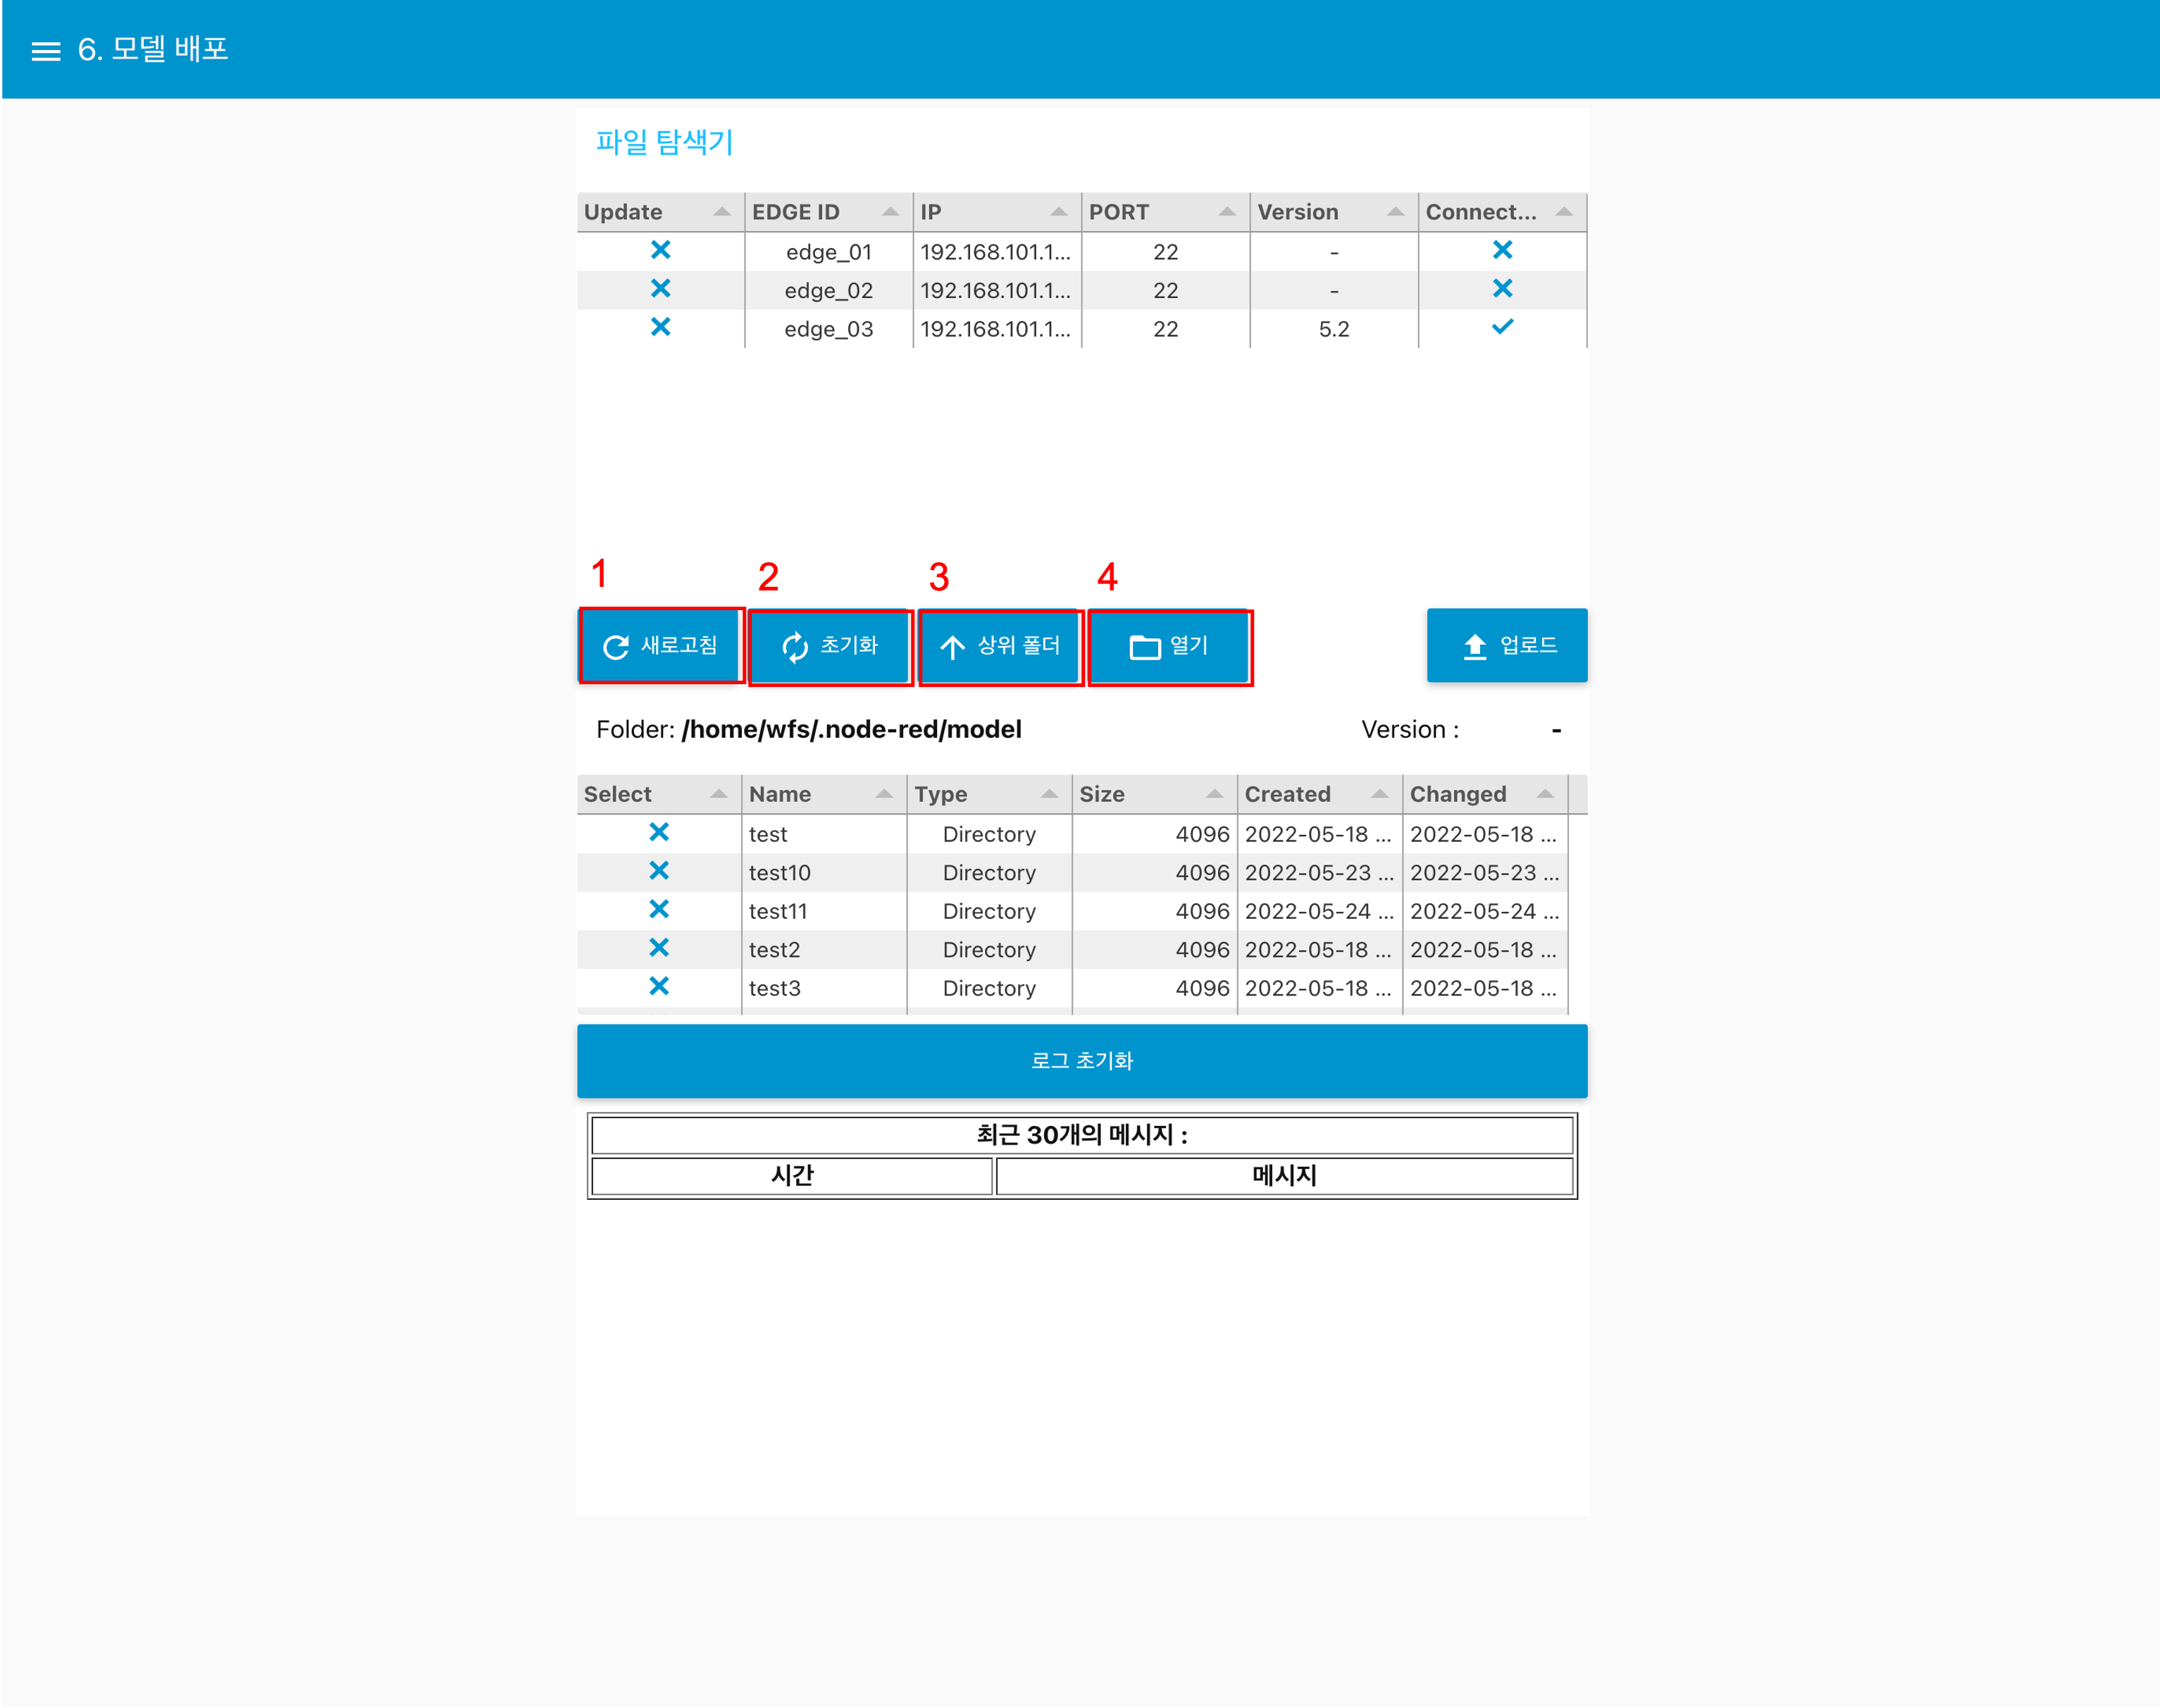 6. 모델 배포
파일 탐색기
Update EDGE ID IP PORT Version Connect...
edge_01 192.168.101.1... 22 -
edge_02 192.168.101.1... 22 -
edge_03 192.168.101.1... 22 5.2
1 2 3 4
새로고침 초기화 상위 폴더 열기 업로드
Folder: /home/wfs/.node-red/model Version : -
Select Name Type Size Created Changed
test Directory 4096 2022-05-18 ... 2022-05-18 ...
test10 Directory 4096 2022-05-23 ... 2022-05-23 ...
test11 Directory 4096 2022-05-24 ... 2022-05-24 ...
test2 Directory 4096 2022-05-18 ... 2022-05-18 ...
test3 Directory 4096 2022-05-18 ... 2022-05-18 ...
로그 초기화
최근 30개의 메시지 :
시간 메시지